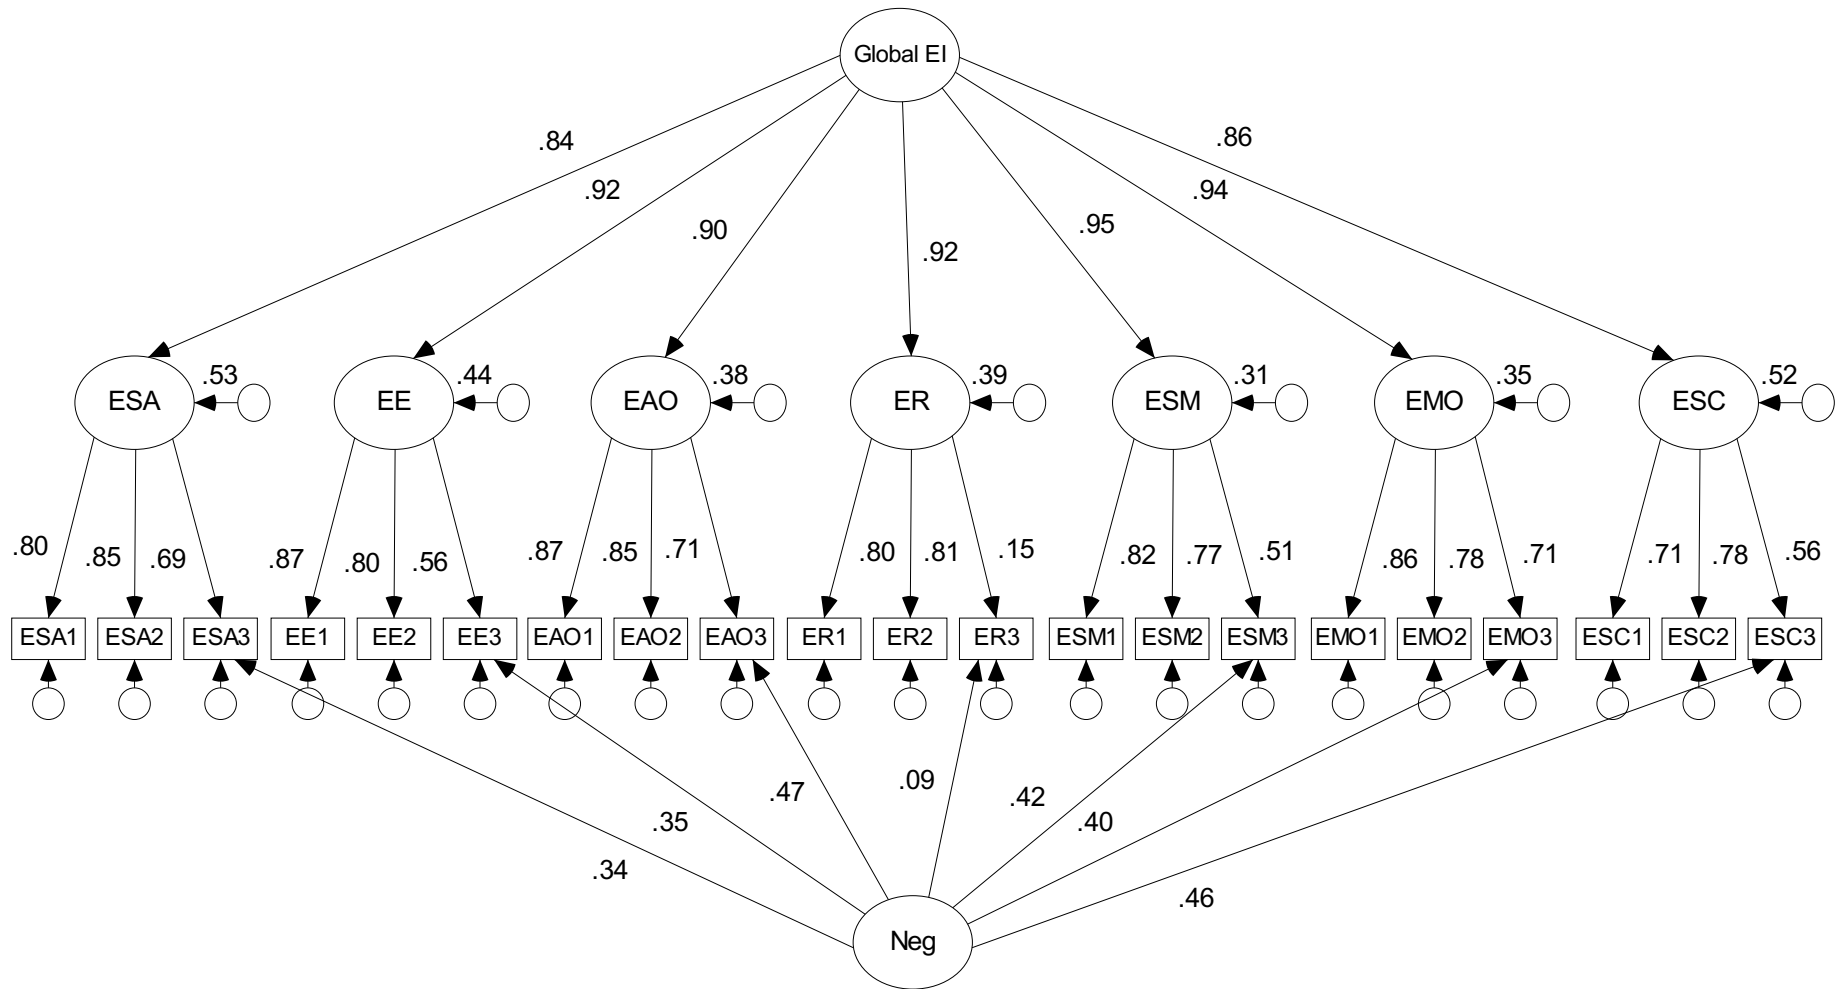 Global EI
.84
.86
.92
.94
.90
.95
.92
.53
.44
.38
.39
.31
.35
.52
ESA
EE
EAO
ER
ESM
EMO
ESC
.80
.85
.69
.87
.80
.56
.87
.85
.71
.80
.81
.15
.82
.77
.51
.86
.78
.71
.71
.78
.56
ESA1
ESA2
ESA3
EE1
EE2
EE3
EAO1
EAO2
EAO3
ER1
ER2
ER3
ESM1
ESM2
ESM3
EMO1
EMO2
EMO3
ESC1
ESC2
ESC3
.47
.09
.42
.35
.40
.34
.46
Neg